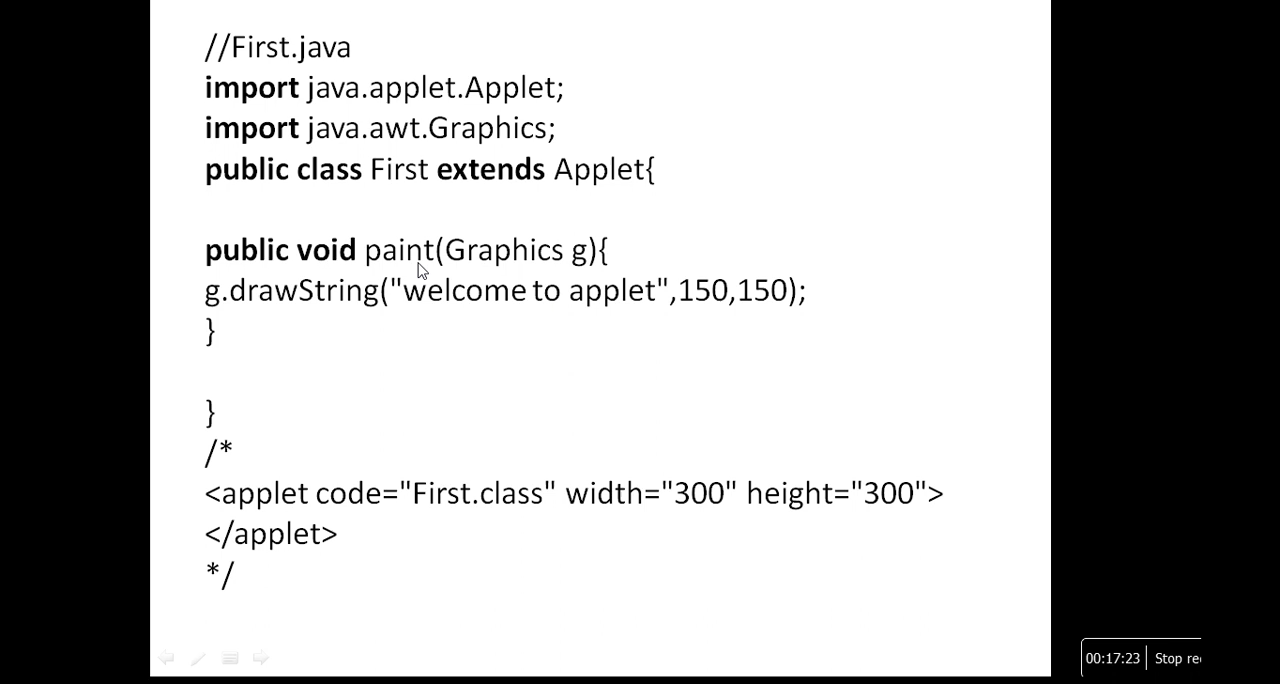 //First.java
import java.applet.Applet;
import java.awt.Graphics;
public class First extends Applet{
public void paint(Graphics g){
g.drawString("welcome to applet",150,150);
}
}
/*
<applet code="First.class" width="300" height="300">
</applet>
*/
00:17:23 Stop